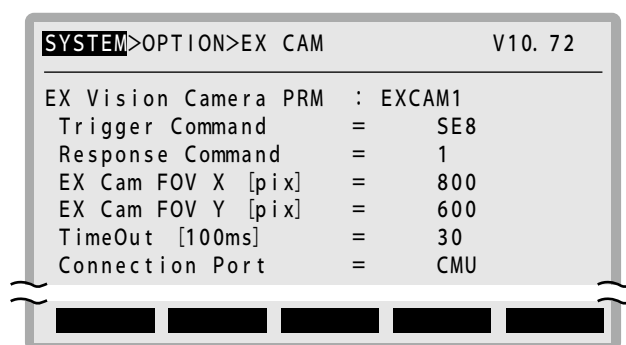 SYSTEM>OPTION>EX CAM V10. 72
EX Vision Camera PRM : EXCAM1
Trigger Command = SE8
Response Command = 1
EX Cam FOV X [pix] = 800
EX Cam FOV Y [pix] = 600
TimeOut [100ms] = 30
Connection Port = CMU